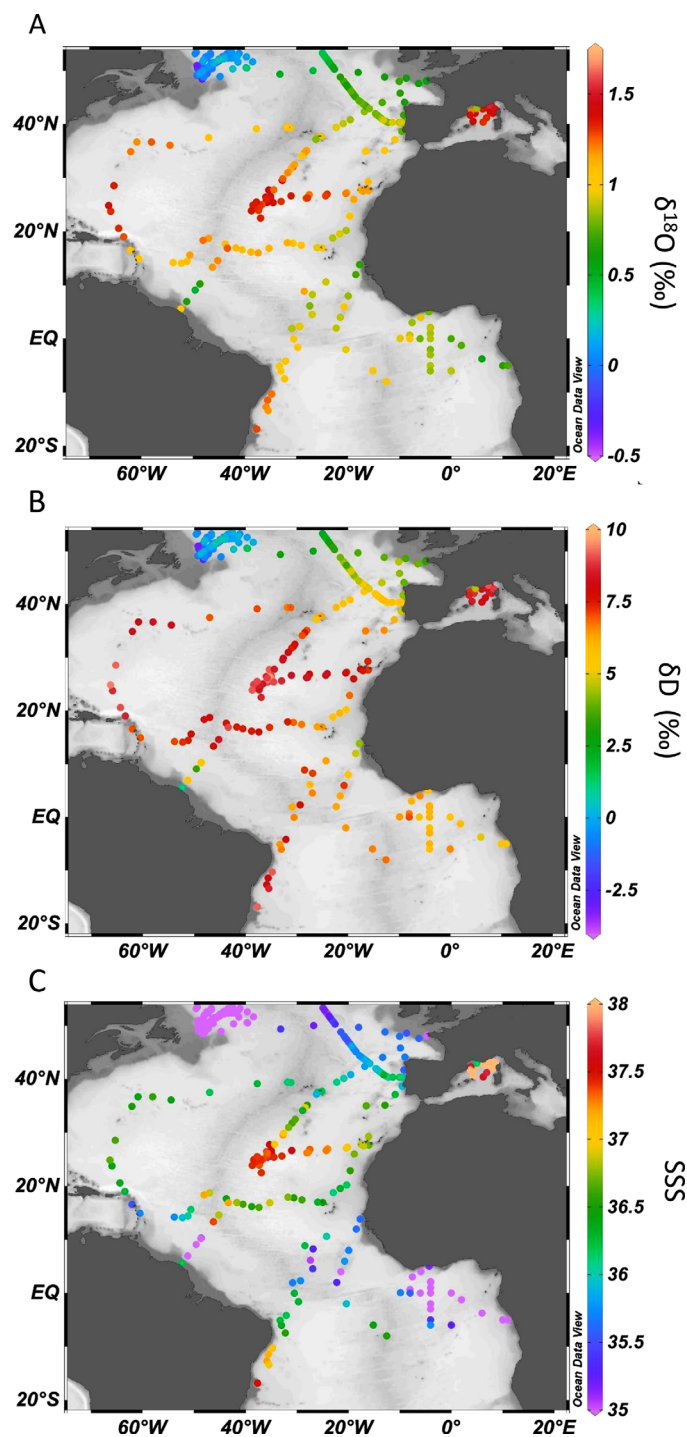 A
40°N
20°N
EQ
20°S
60°W
40°W
20°W
0°
20°E
Ocean Data View
1.5
1
0.5
0
-0.5
δ¹⁸O (‰)
B
40°N
20°N
EQ
20°S
60°W
40°W
20°W
0°
20°E
Ocean Data View
10
7.5
5
2.5
0
-2.5
δD (‰)
C
40°N
20°N
EQ
20°S
60°W
40°W
20°W
0°
20°E
Ocean Data View
38
37.5
37
36.5
36
35.5
35
SSS